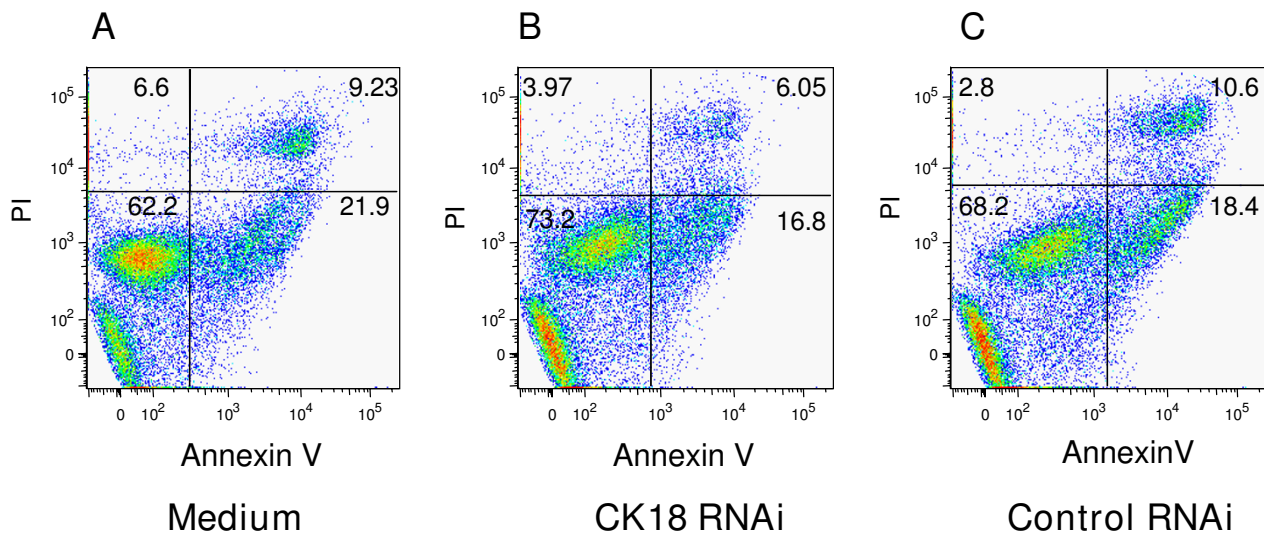 A
B
C
6.6
9.23
62.2
21.9
3.97
6.05
73.2
16.8
2.8
10.6
68.2
18.4
PI
10⁵
10⁴
10³
10²
0
PI
10⁵
10⁴
10³
10²
0
PI
10⁵
10⁴
10³
10²
0
0 10² 10³ 10⁴ 10⁵
0 10² 10³ 10⁴ 10⁵
0 10² 10³ 10⁴ 10⁵
Annexin V
Annexin V
AnnexinV
Medium
CK18 RNAi
Control RNAi